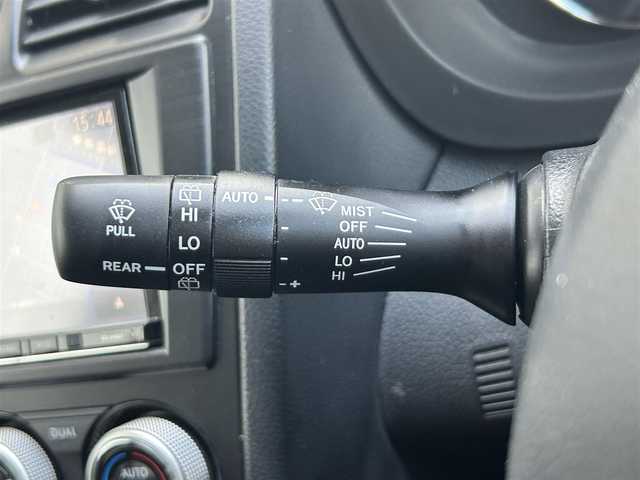 15:44
PULL
REAR
HI
LO
OFF
AUTO
- +
MIST
OFF
AUTO
LO
HI
DUAL
AUTO